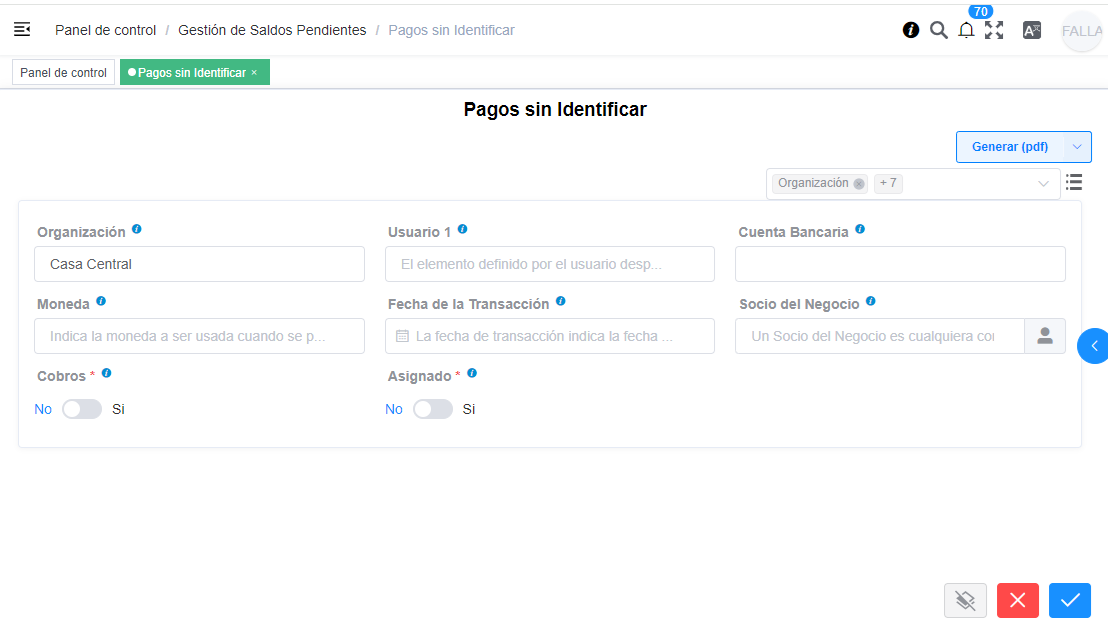 70
Panel de control / Gestión de Saldos Pendientes / Pagos sin Identificar
FALLA
Panel de control
Pagos sin Identificar ×
Pagos sin Identificar
Generar (pdf)
Organización + 7
Organización
Usuario 1
Cuenta Bancaria
Casa Central
El elemento definido por el usuario desp...
Moneda
Fecha de la Transacción
Socio del Negocio
Indica la moneda a ser usada cuando se p...
La fecha de transacción indica la fecha ...
Un Socio del Negocio es cualquiera con
Cobros *
Asignado *
No Si
No Si